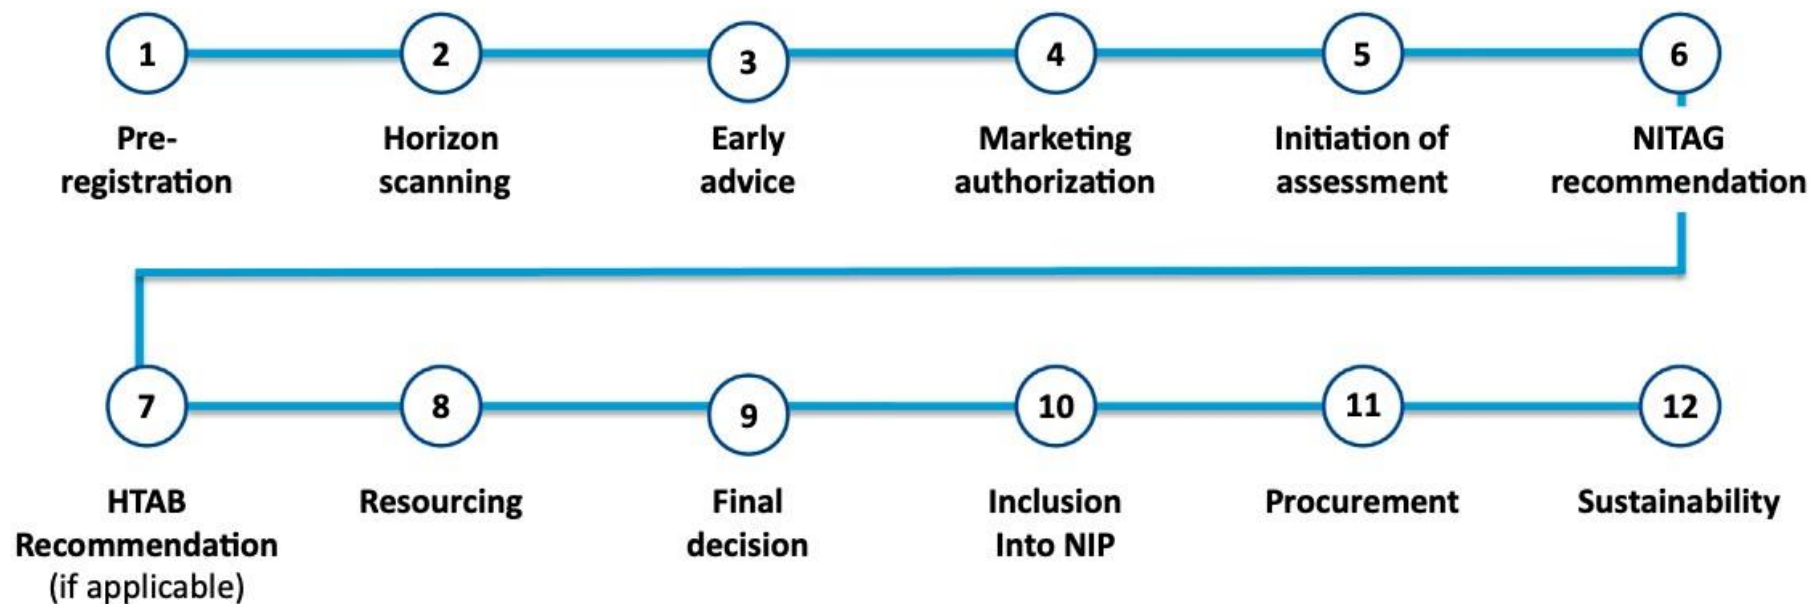 1
2
3
4
5
6
Pre-
registration
Horizon
scanning
Early
advice
Marketing
authorization
Initiation of
assessment
NITAG
recommendation
7
8
9
10
11
12
HTAB
Recommendation
(if applicable)
Resourcing
Final
decision
Inclusion
Into NIP
Procurement
Sustainability